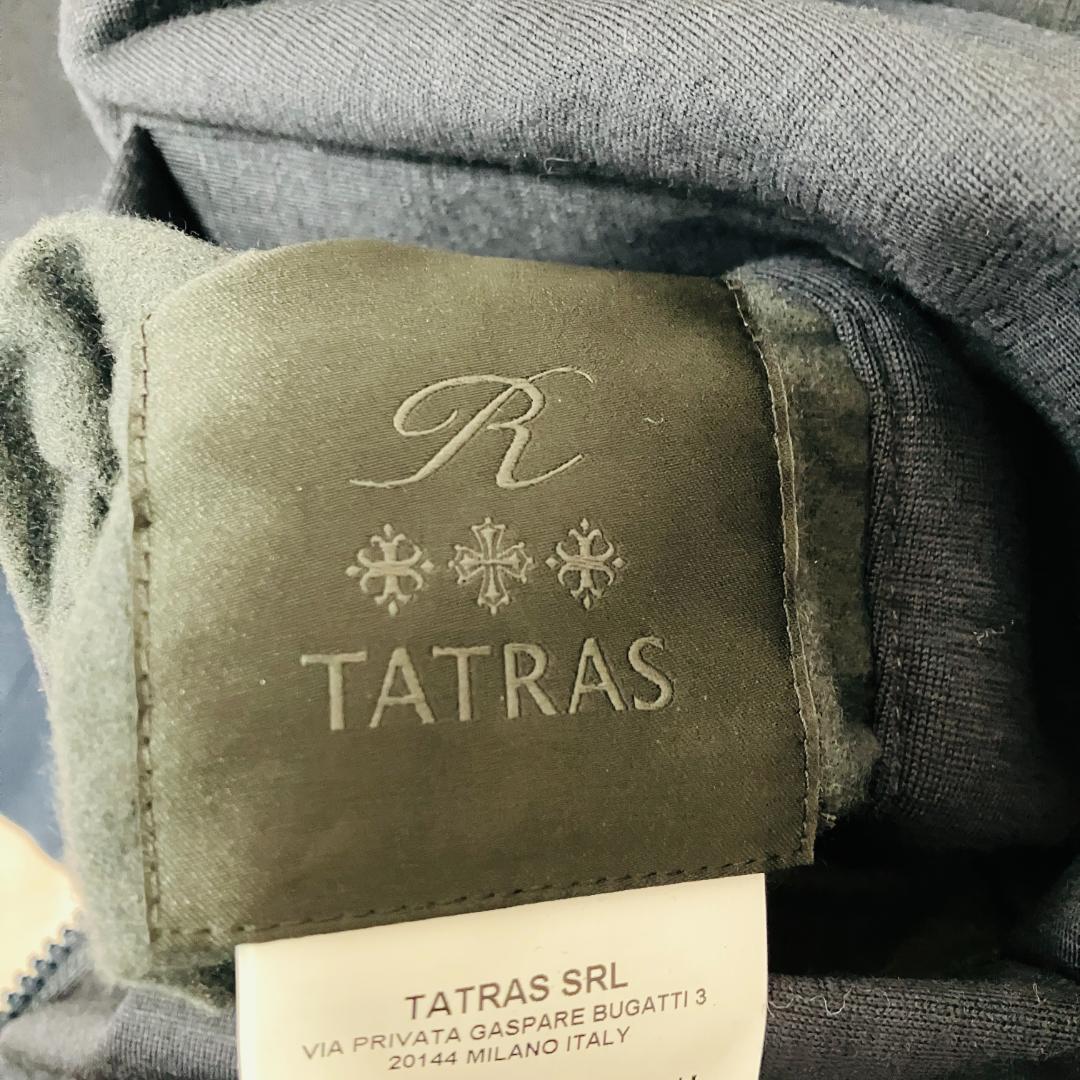 R
TATRAS
TATRAS SRL
VIA PRIVATA GASPARE BUGATTI 3
20144 MILANO ITALY